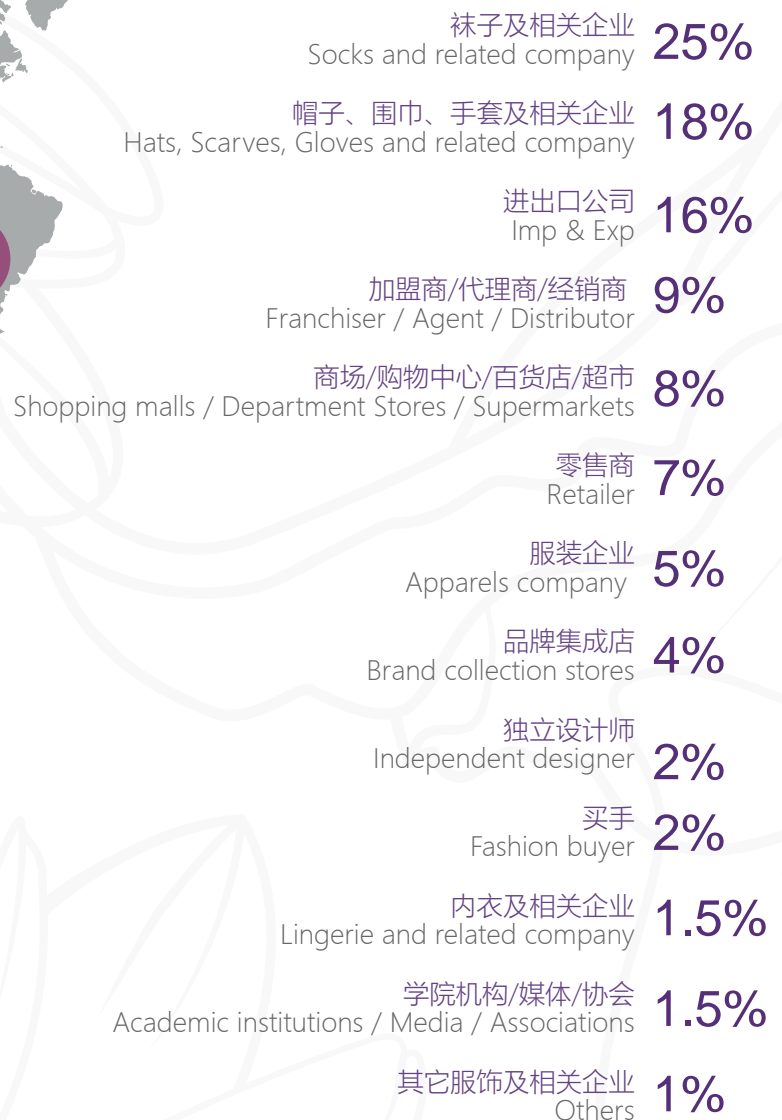 袜子及相关企业
Socks and related company 25%
帽子、围巾、手套及相关企业
Hats, Scarves, Gloves and related company 18%
进出口公司
Imp & Exp 16%
加盟商/代理商/经销商 9%
Franchiser / Agent / Distributor
商场/购物中心/百货店/超市
Shopping malls / Department Stores / Supermarkets 8%
零售商
Retailer 7%
服装企业
Apparels company 5%
品牌集成店
Brand collection stores 4%
独立设计师
Independent designer 2%
买手
Fashion buyer 2%
内衣及相关企业
Lingerie and related company 1.5%
学院机构/媒体/协会
Academic institutions / Media / Associations 1.5%
其它服饰及相关企业
Others 1%